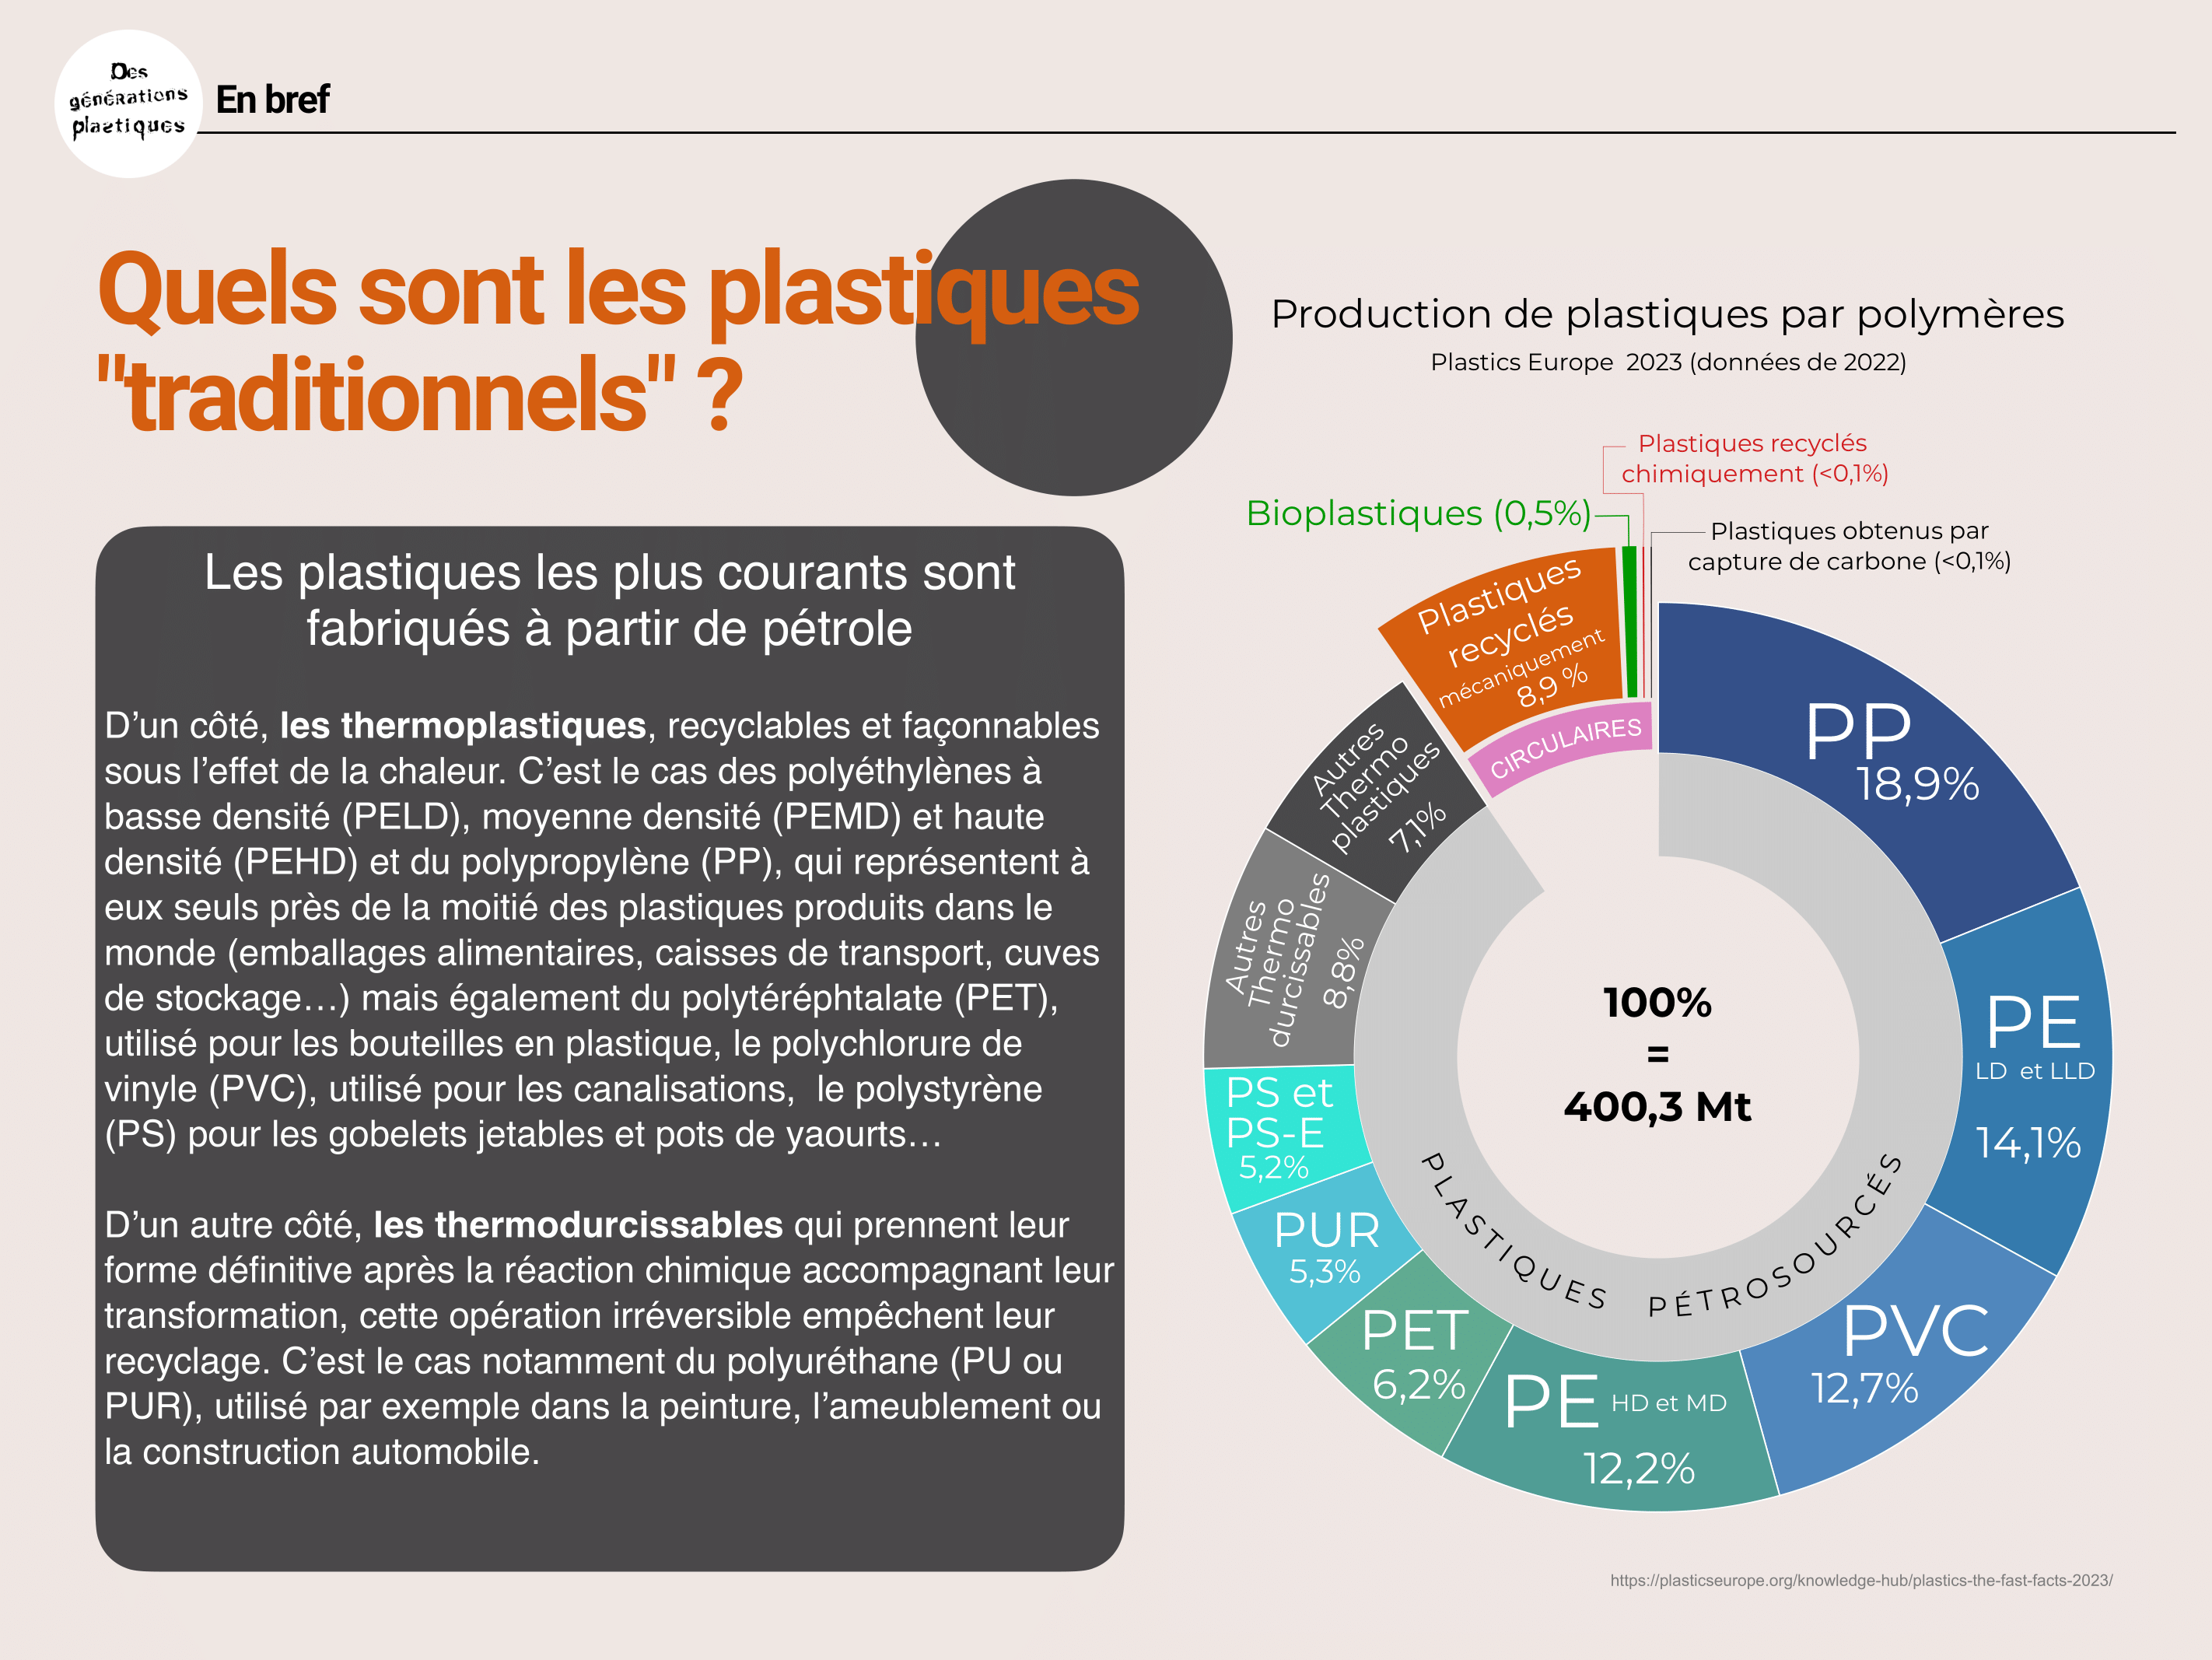 Des
générations
plastiques
En bref
Quels sont les plastiques
"traditionnels" ?
Les plastiques les plus courants sont
fabriqués à partir de pétrole
D’un côté, les thermoplastiques, recyclables et façonnables
sous l’effet de la chaleur. C’est le cas des polyéthylènes à
basse densité (PELD), moyenne densité (PEMD) et haute
densité (PEHD) et du polypropylène (PP), qui représentent à
eux seuls près de la moitié des plastiques produits dans le
monde (emballages alimentaires, caisses de transport, cuves
de stockage…) mais également du polytéréphtalate (PET),
utilisé pour les bouteilles en plastique, le polychlorure de
vinyle (PVC), utilisé pour les canalisations,  le polystyrène
(PS) pour les gobelets jetables et pots de yaourts…
D’un autre côté, les thermodurcissables qui prennent leur
forme définitive après la réaction chimique accompagnant leur
transformation, cette opération irréversible empêchent leur
recyclage. C’est le cas notamment du polyuréthane (PU ou
PUR), utilisé par exemple dans la peinture, l’ameublement ou
la construction automobile.
Production de plastiques par polymères
Plastics Europe  2023 (données de 2022)
Plastiques recyclés
chimiquement (<0,1%)
Bioplastiques (0,5%)
Plastiques obtenus par
capture de carbone (<0,1%)
Plastiques
recyclés
mécaniquement
8,9 %
CIRCULAIRES
PP
18,9%
PE
LD  et LLD
14,1%
PVC
12,7%
PE HD et MD
12,2%
PET
6,2%
PUR
5,3%
PS et
PS-E
5,2%
Autres
Thermo
durcissables
8,8%
Autres
Thermo
plastiques
7,1%
100%
=
400,3 Mt
PLASTIQUES PÉTROSOURCÉS
https://plasticseurope.org/knowledge-hub/plastics-the-fast-facts-2023/